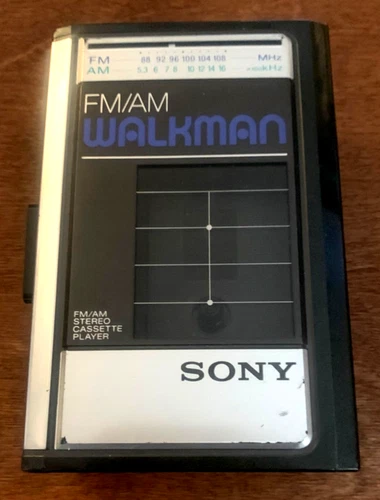 FM 88 92 96 100 104 108 MHz
AM 5.3 6 7 8 10 12 14 16 ×100kHz
FM/AM
WALKMAN
FM/AM
STEREO
CASSETTE
PLAYER
SONY